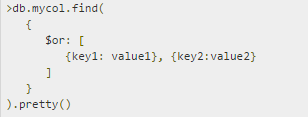 >db.mycol.find(
   {
      $or: [
         {key1: value1}, {key2:value2}
      ]
   }
).pretty()